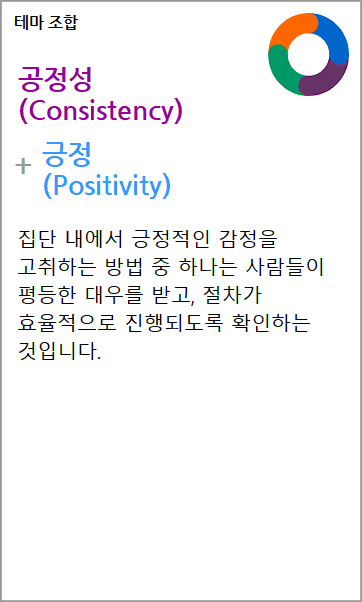 테마 조합
공정성
(Consistency)
+ 긍정
(Positivity)
집단 내에서 긍정적인 감정을
고취하는 방법 중 하나는 사람들이
평등한 대우를 받고, 절차가
효율적으로 진행되도록 확인하는
것입니다.